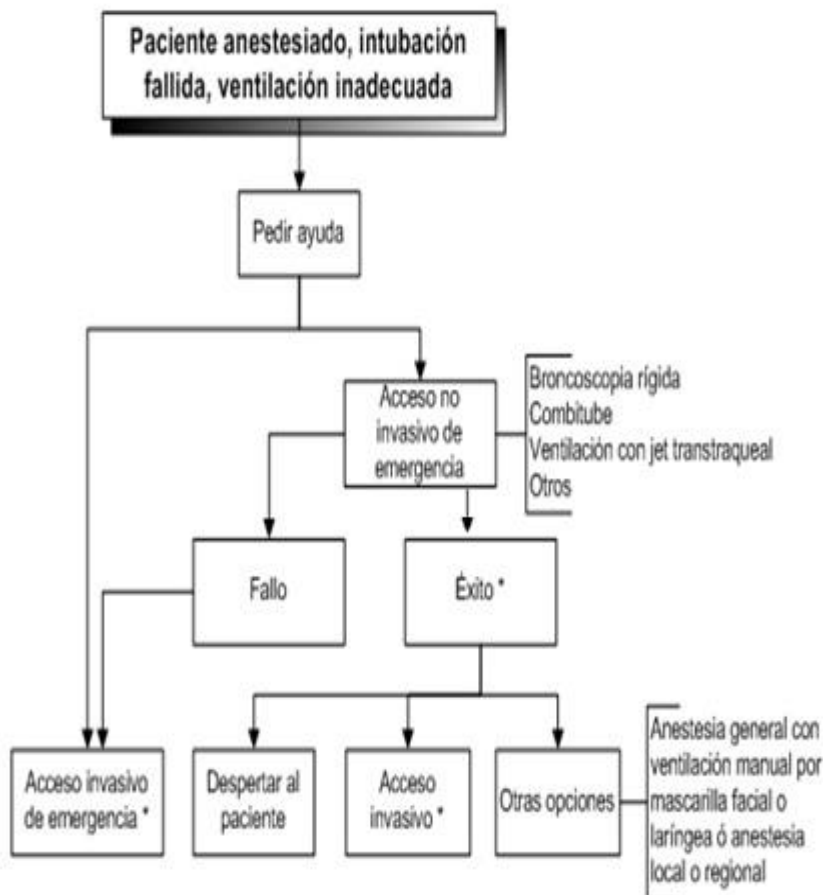 Paciente anestesiado, intubación
fallida, ventilación inadecuada
Pedir ayuda
Acceso no
invasivo de
emergencia
Broncoscopia rígida
Combitube
Ventilación con jet transtraqueal
Otros
Fallo
Éxito *
Acceso invasivo
de emergencia *
Despertar al
paciente
Acceso
invasivo *
Otras opciones
Anestesia general con
ventilación manual por
mascarilla facial o
laríngea ó anestesia
local o regional